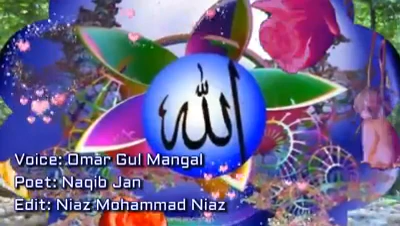 الله
Voice: Omar Gul Mangal
Poet: Naqib Jan
Edit: Niaz Mohammad Niaz